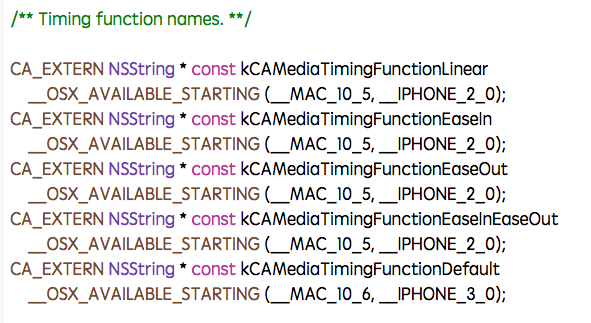 /** Timing function names. **/
CA_EXTERN NSString * const kCAMediaTimingFunctionLinear
__OSX_AVAILABLE_STARTING (__MAC_10_5, __IPHONE_2_0);
CA_EXTERN NSString * const kCAMediaTimingFunctionEaseIn
__OSX_AVAILABLE_STARTING (__MAC_10_5, __IPHONE_2_0);
CA_EXTERN NSString * const kCAMediaTimingFunctionEaseOut
__OSX_AVAILABLE_STARTING (__MAC_10_5, __IPHONE_2_0);
CA_EXTERN NSString * const kCAMediaTimingFunctionEaseInEaseOut
__OSX_AVAILABLE_STARTING (__MAC_10_5, __IPHONE_2_0);
CA_EXTERN NSString * const kCAMediaTimingFunctionDefault
__OSX_AVAILABLE_STARTING (__MAC_10_6, __IPHONE_3_0);